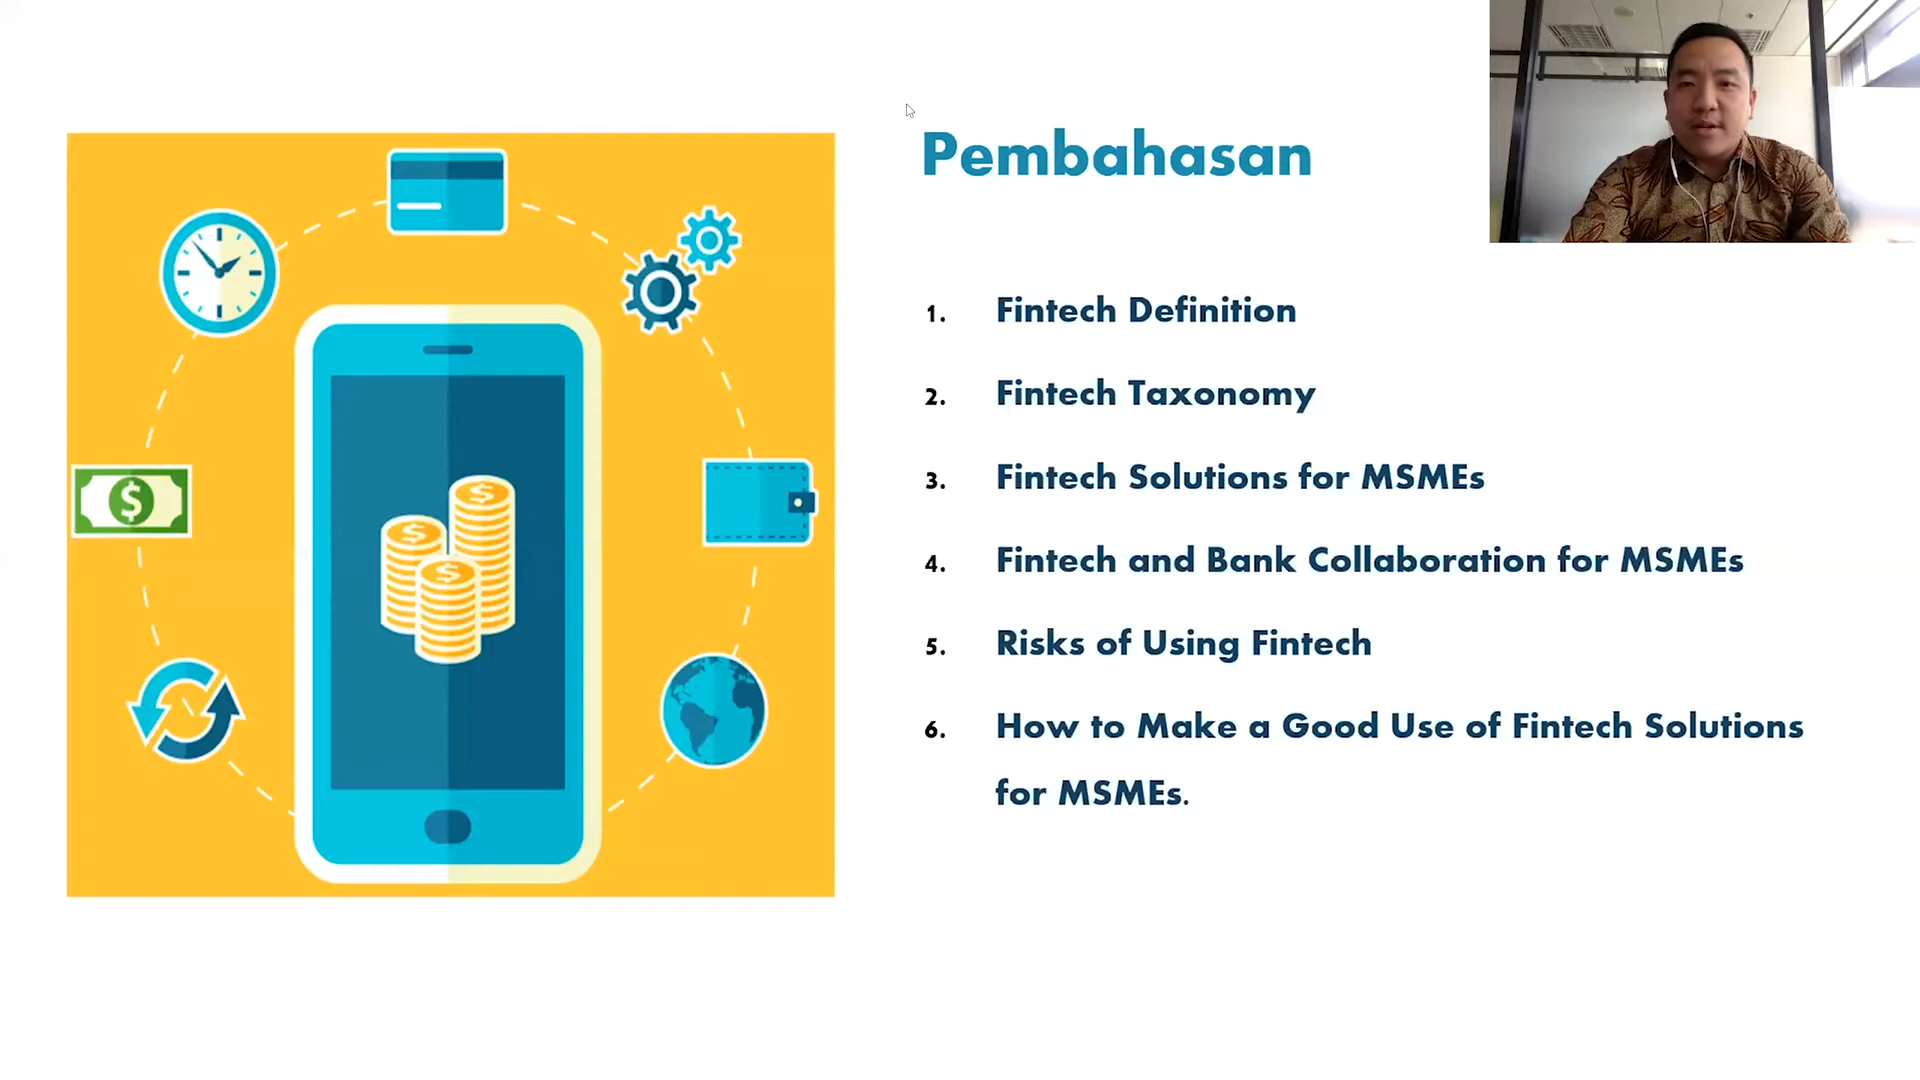 Pembahasan
1. Fintech Definition
2. Fintech Taxonomy
3. Fintech Solutions for MSMEs
4. Fintech and Bank Collaboration for MSMEs
5. Risks of Using Fintech
6. How to Make a Good Use of Fintech Solutions
for MSMEs.
$
$
$
$